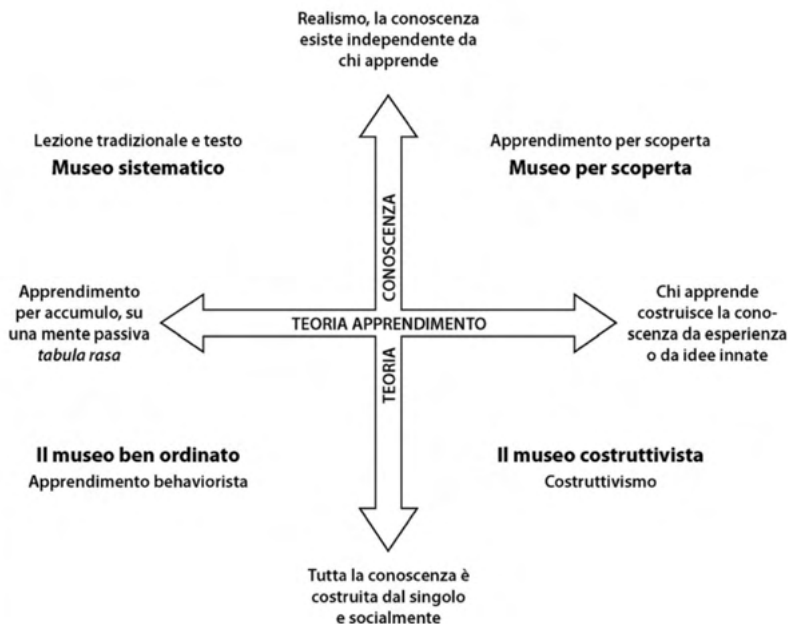 Realismo, la conoscenza
esiste independente da
chi apprende
Lezione tradizionale e testo
Museo sistematico
Apprendimento per scoperta
Museo per scoperta
CONOSCENZA
Apprendimento
per accumulo, su
una mente passiva
tabula rasa
TEORIA APPRENDIMENTO
Chi apprende
costruisce la cono-
scenza da esperienza
o da idee innate
TEORIA
Il museo ben ordinato
Apprendimento behaviorista
Il museo costruttivista
Costruttivismo
Tutta la conoscenza è
costruita dal singolo
e socialmente